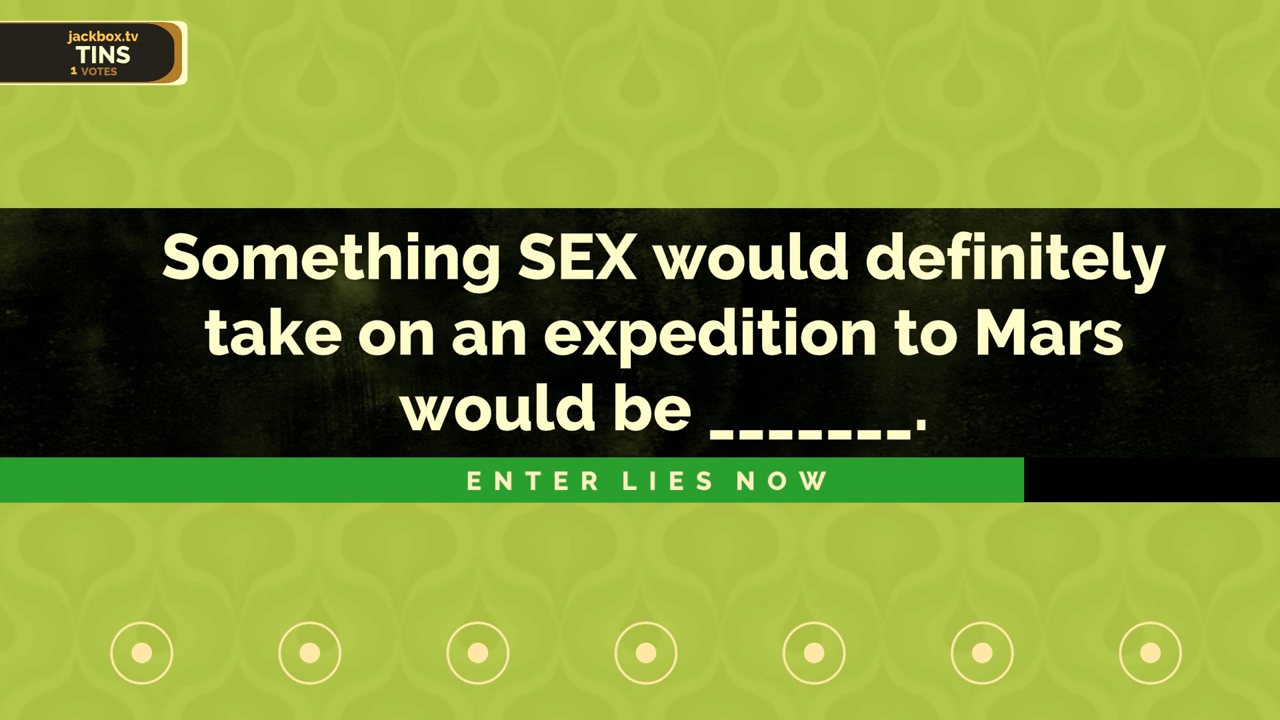 jackbox.tv
TINS
1 VOTES
Something SEX would definitely
take on an expedition to Mars
would be _______.
ENTER LIES NOW